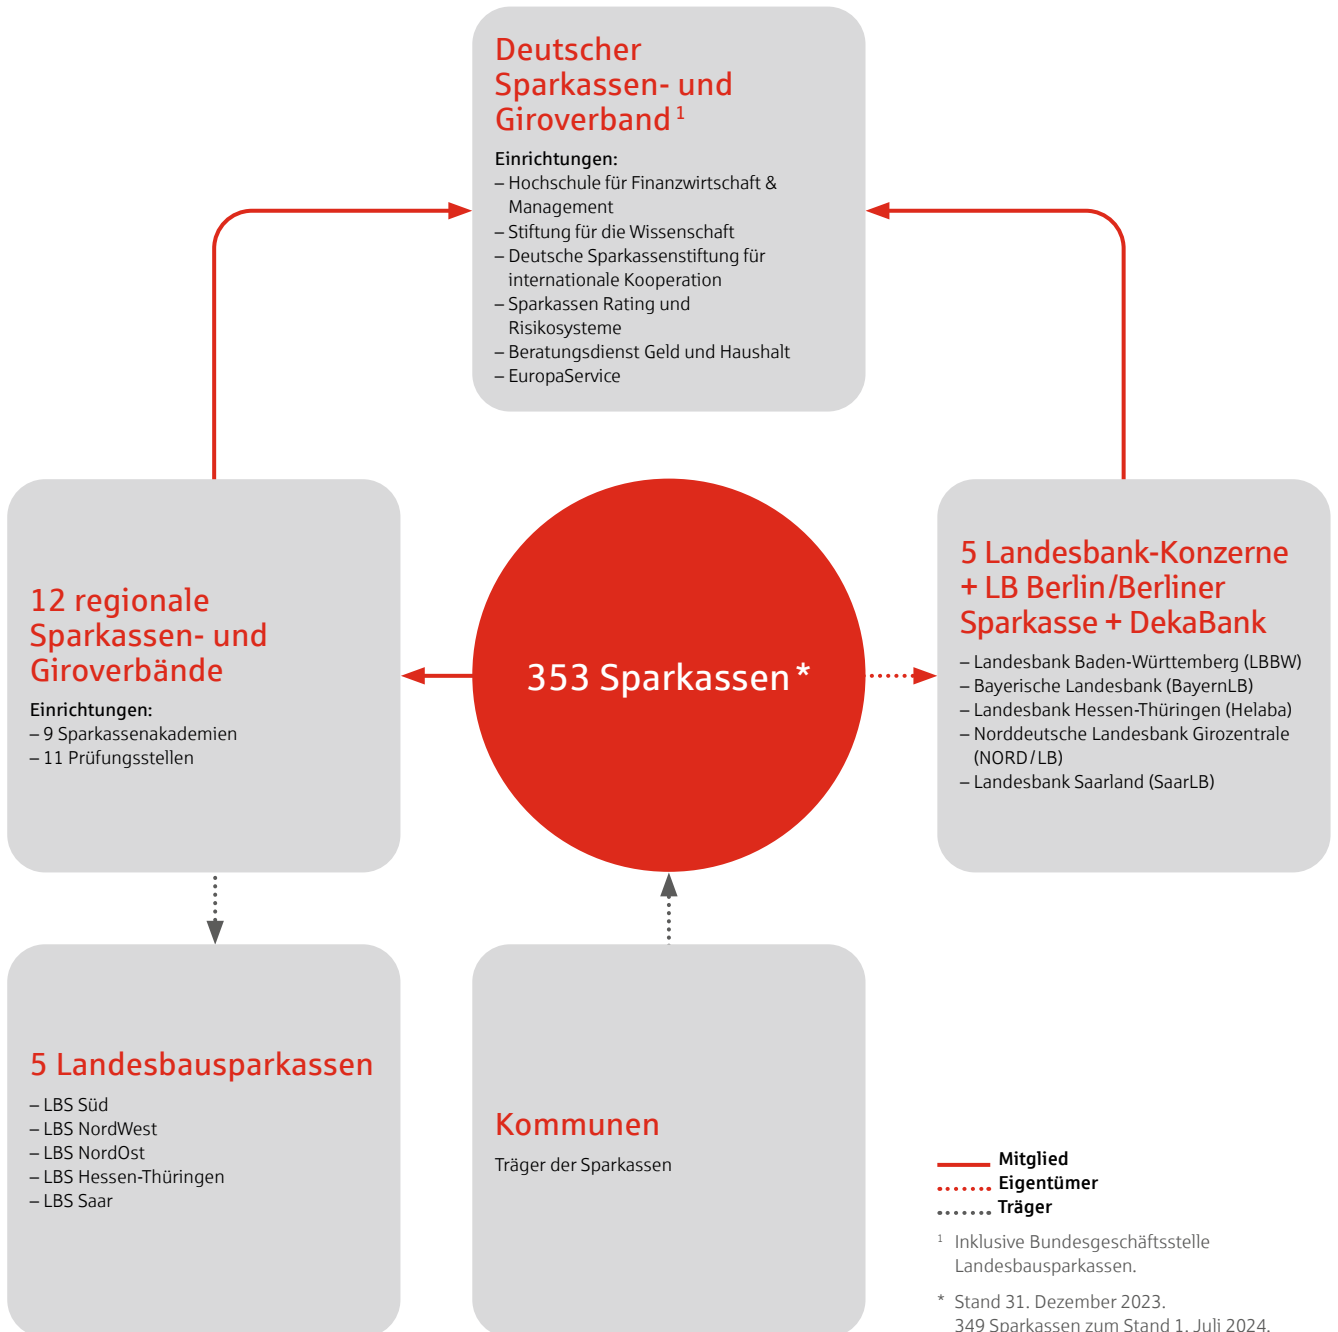 Deutscher
Sparkassen- und
Giroverband 1
Einrichtungen:
– Hochschule für Finanzwirtschaft &
Management
– Stiftung für die Wissenschaft
– Deutsche Sparkassenstiftung für
internationale Kooperation
– Sparkassen Rating und
Risikosysteme
– Beratungsdienst Geld und Haushalt
– EuropaService
12 regionale
Sparkassen- und
Giroverbände
Einrichtungen:
– 9 Sparkassenakademien
– 11 Prüfungsstellen
353 Sparkassen*
5 Landesbank-Konzerne
+ LB Berlin/Berliner
Sparkasse + DekaBank
– Landesbank Baden-Württemberg (LBBW)
– Bayerische Landesbank (BayernLB)
– Landesbank Hessen-Thüringen (Helaba)
– Norddeutsche Landesbank Girozentrale
(NORD/LB)
– Landesbank Saarland (SaarLB)
5 Landesbausparkassen
– LBS Süd
– LBS NordWest
– LBS NordOst
– LBS Hessen-Thüringen
– LBS Saar
Kommunen
Träger der Sparkassen
Mitglied
Eigentümer
Träger
1 Inklusive Bundesgeschäftsstelle
Landesbausparkassen.
* Stand 31. Dezember 2023.
349 Sparkassen zum Stand 1. Juli 2024.